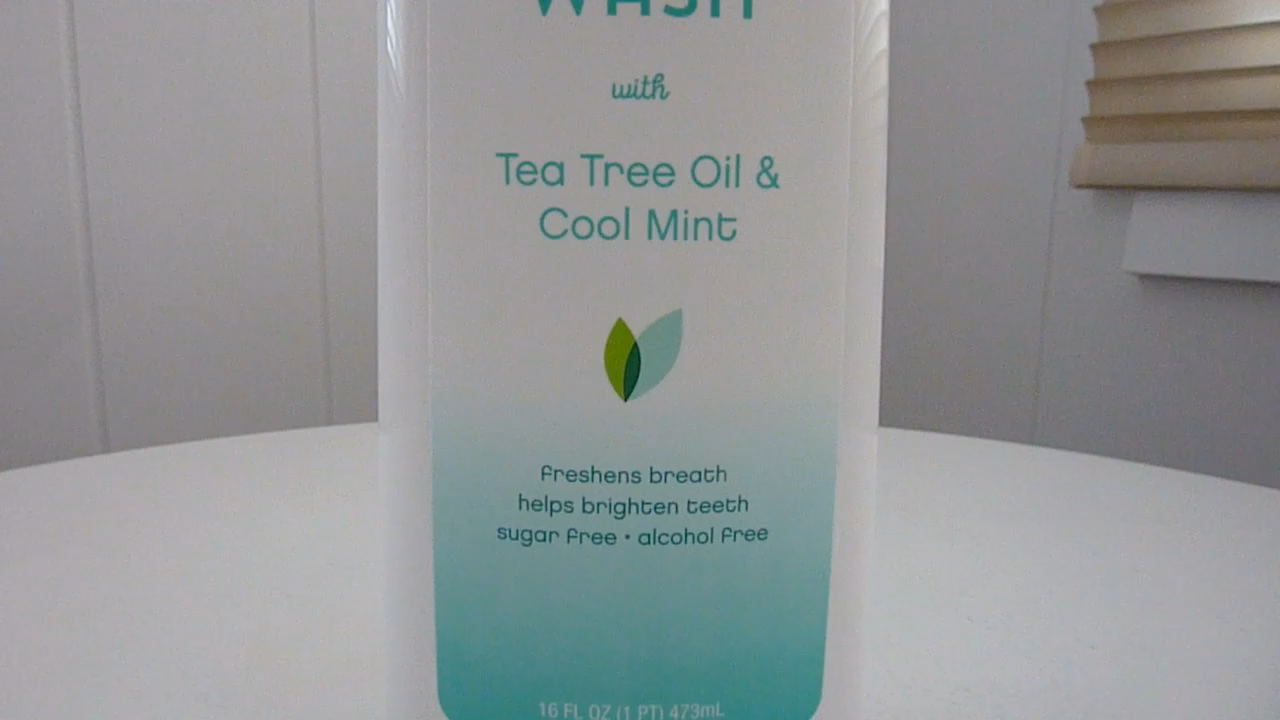 WASH
with
Tea Tree Oil &
Cool Mint
freshens breath
helps brighten teeth
sugar free • alcohol free
16 FL OZ (1 PT) 473mL